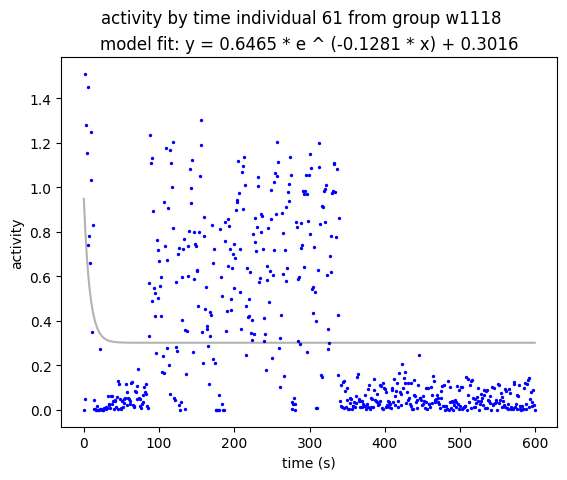 activity by time individual 61 from group w1118
model fit: y = 0.6465 * e ^ (-0.1281 * x) + 0.3016
activity
1.4
1.2
1.0
0.8
0.6
0.4
0.2
0.0
0 100 200 300 400 500 600
time (s)